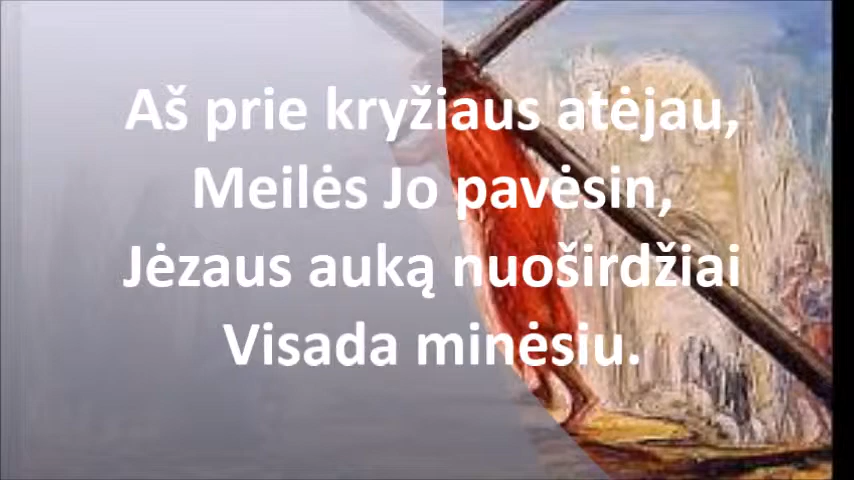 Aš prie kryžiaus atėjau,
Meilės Jo pavėsin,
Jėzaus auką nuoširdžiai
Visada minėsiu.